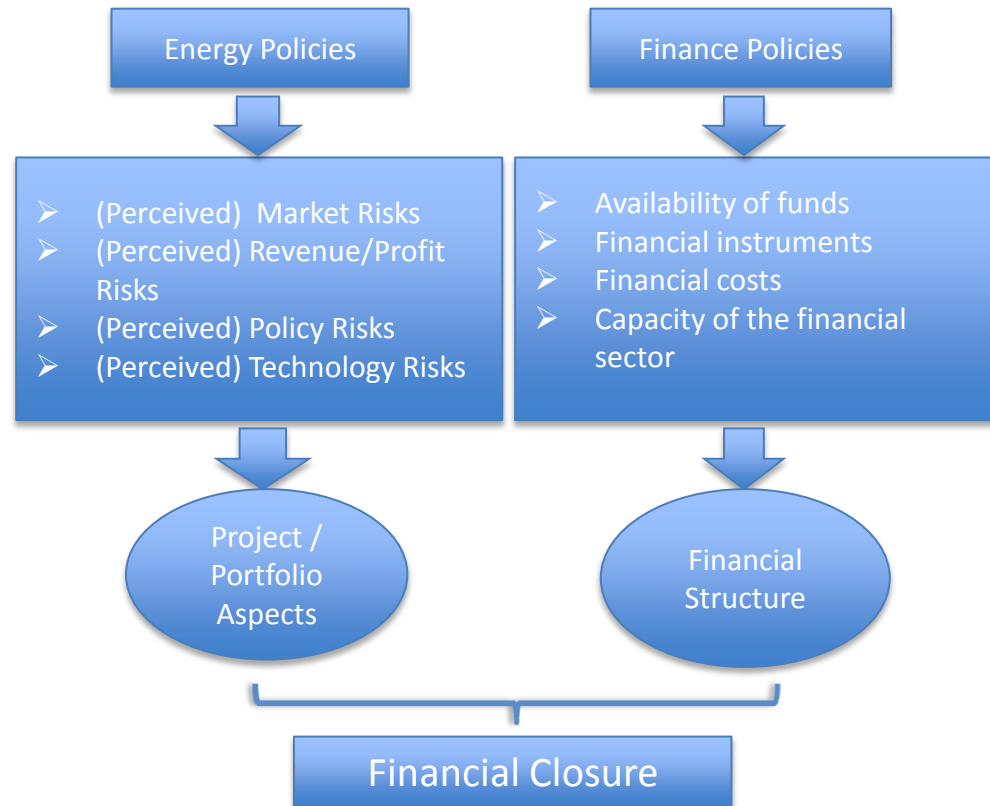 Energy Policies
Finance Policies
➢ (Perceived) Market Risks
➢ (Perceived) Revenue/Profit
Risks
➢ (Perceived) Policy Risks
➢ (Perceived) Technology Risks
➢ Availability of funds
➢ Financial instruments
➢ Financial costs
➢ Capacity of the financial
sector
Project /
Portfolio
Aspects
Financial
Structure
Financial Closure